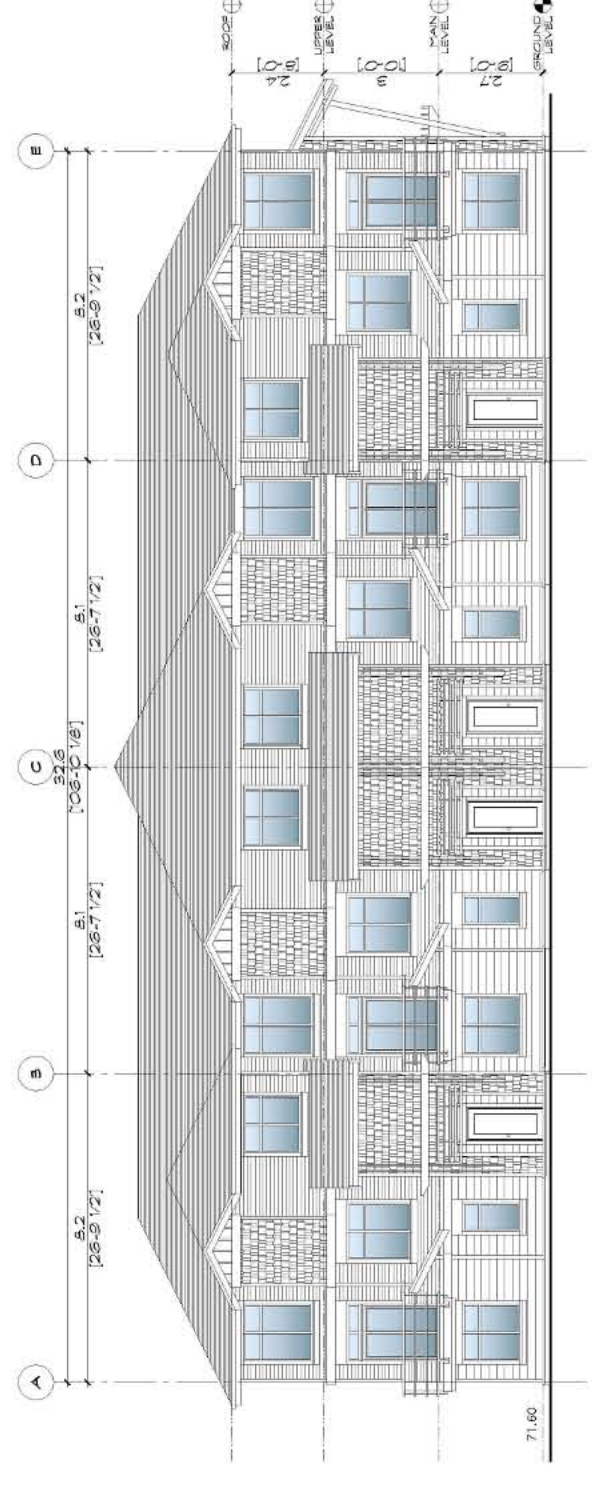 A
B
C
D
E
32.6
[106'-10 1/8"]
8.2
[26'-9 1/2"]
8.1
[26'-7 1/2"]
8.1
[26'-7 1/2"]
8.2
[26'-9 1/2"]
ROOF
2.4
[8'-0"]
UPPER
LEVEL
3
[10'-0"]
MAIN
LEVEL
2.7
[9'-0"]
GROUND
LEVEL
71.60